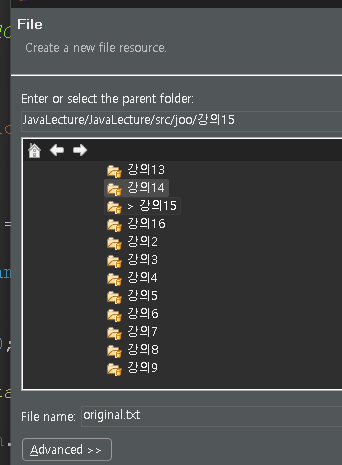 File
Create a new file resource.
Enter or select the parent folder:
JavaLecture/JavaLecture/src/joo/강의15
강의13
강의14
> 강의15
강의16
강의2
강의3
강의4
강의5
강의6
강의7
강의8
강의9
File name: original.txt
Advanced >>